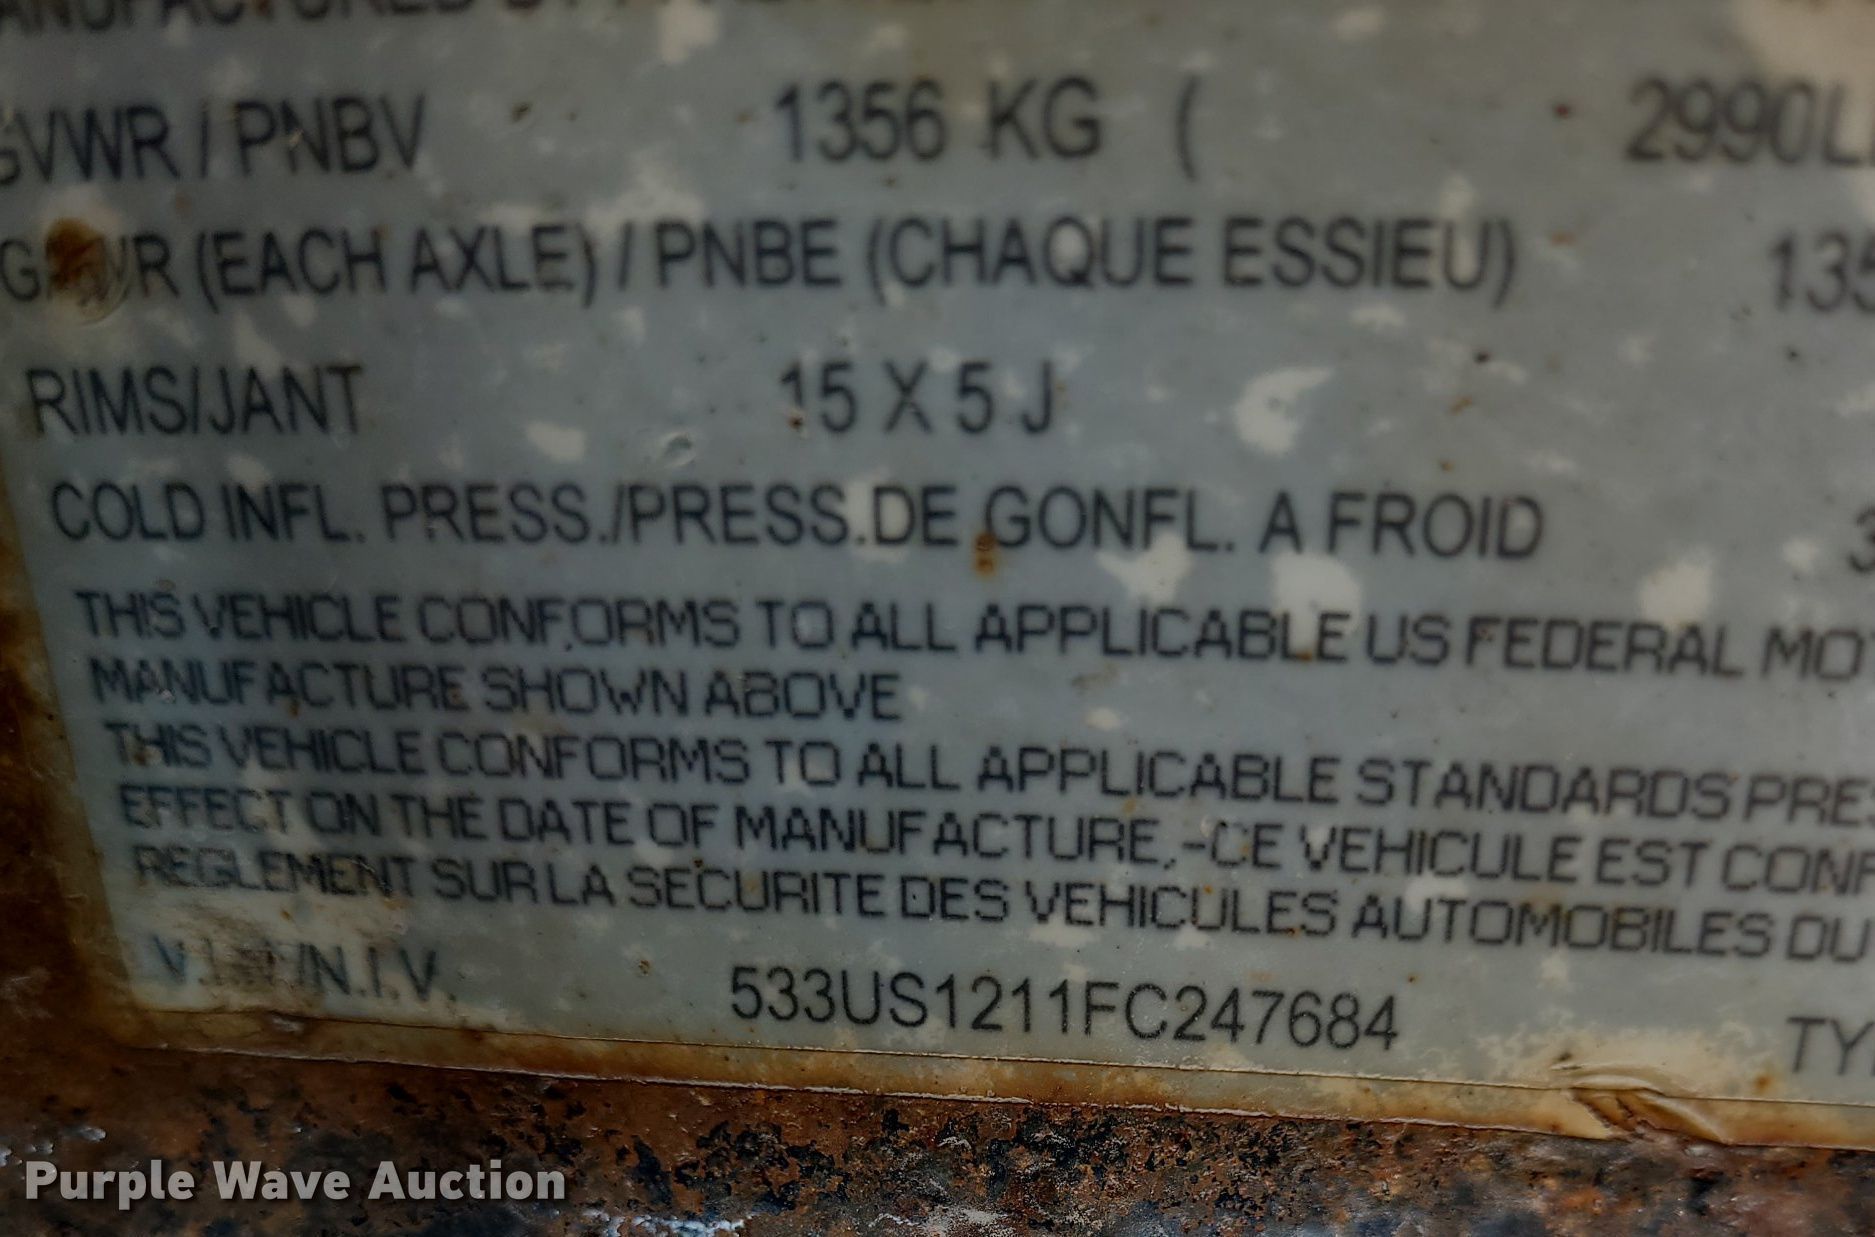 GVWR / PNBV 1356 KG ( 2990L
(EACH AXLE) / PNBE (CHAQUE ESSIEU) 135
RIMS/JANT 15 X 5 J
COLD INFL. PRESS./PRESS.DE GONFL. A FROID 3
THIS VEHICLE CONFORMS TO ALL APPLICABLE US FEDERAL MO
MANUFACTURE SHOWN ABOVE
THIS VEHICLE CONFORMS TO ALL APPLICABLE STANDARDS PRE
EFFECT ON THE DATE OF MANUFACTURE.-CE VEHICULE EST CONF
REGLEMENT SUR LA SECURITE DES VEHICULES AUTOMOBILES DU
V.I.N./N.I.V. 533US1211FC247684 TY
Purple Wave Auction